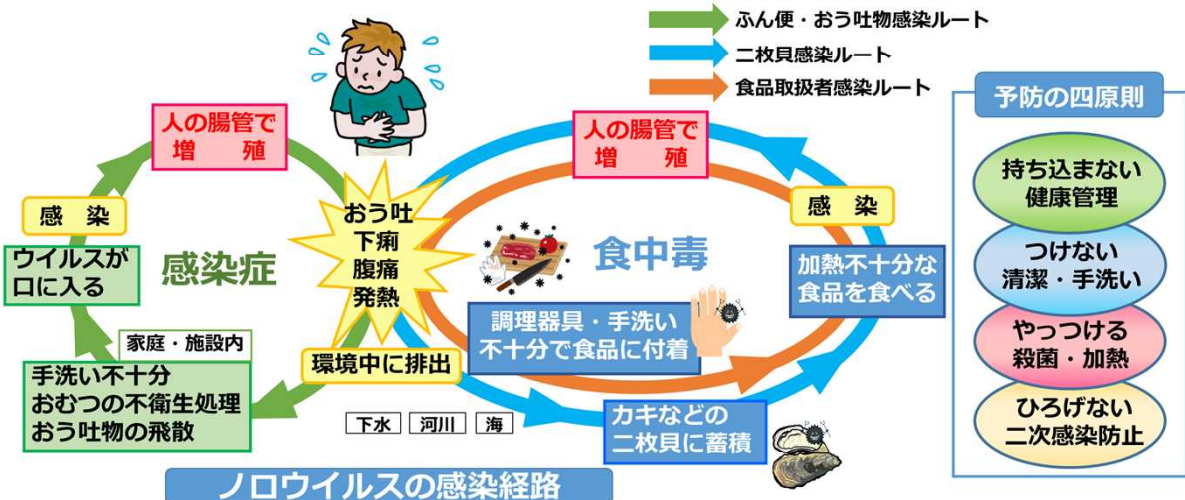 ふん便・おう吐物感染ルート
二枚貝感染ルート
食品取扱者感染ルート
人の腸管で
増　殖
感　染
ウイルスが
口に入る
感染症
家庭・施設内
手洗い不十分
おむつの不衛生処理
おう吐物の飛散
おう吐
下痢
腹痛
発熱
環境中に排出
人の腸管で
増　殖
感　染
食中毒
加熱不十分な
食品を食べる
調理器具・手洗い
不十分で食品に付着
下水
河川
海
カキなどの
二枚貝に蓄積
ノロウイルスの感染経路
予防の四原則
持ち込まない
健康管理
つけない
清潔・手洗い
やっつける
殺菌・加熱
ひろげない
二次感染防止